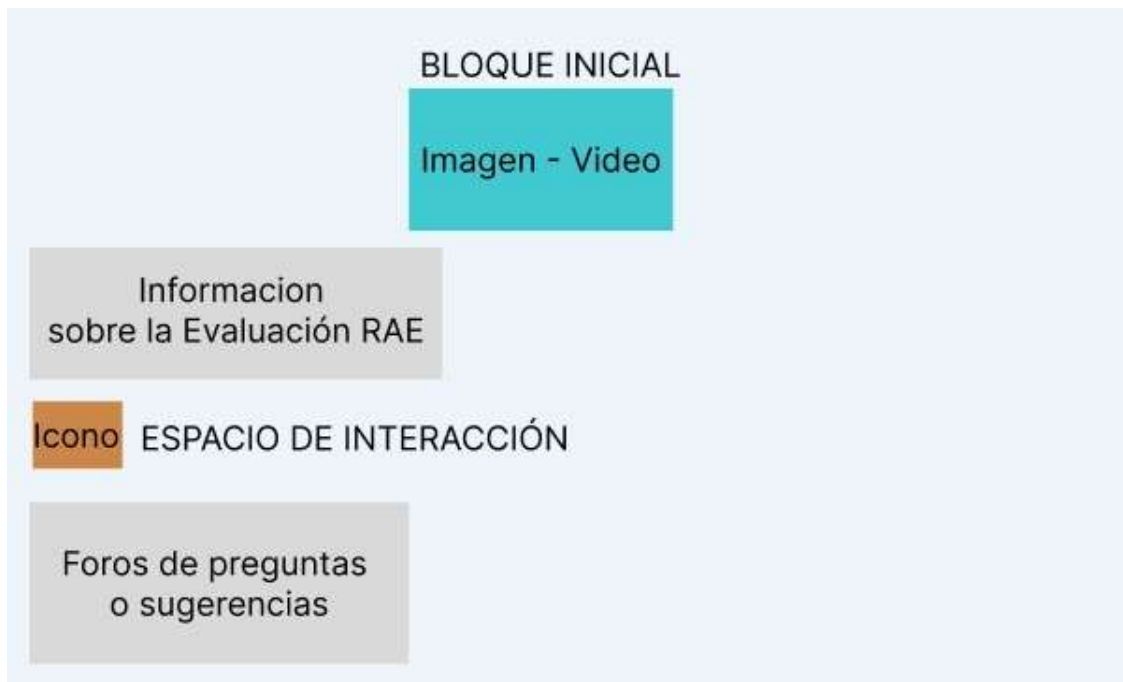 BLOQUE INICIAL
Imagen - Video
Informacion
sobre la Evaluación RAE
Icono
ESPACIO DE INTERACCIÓN
Foros de preguntas
o sugerencias